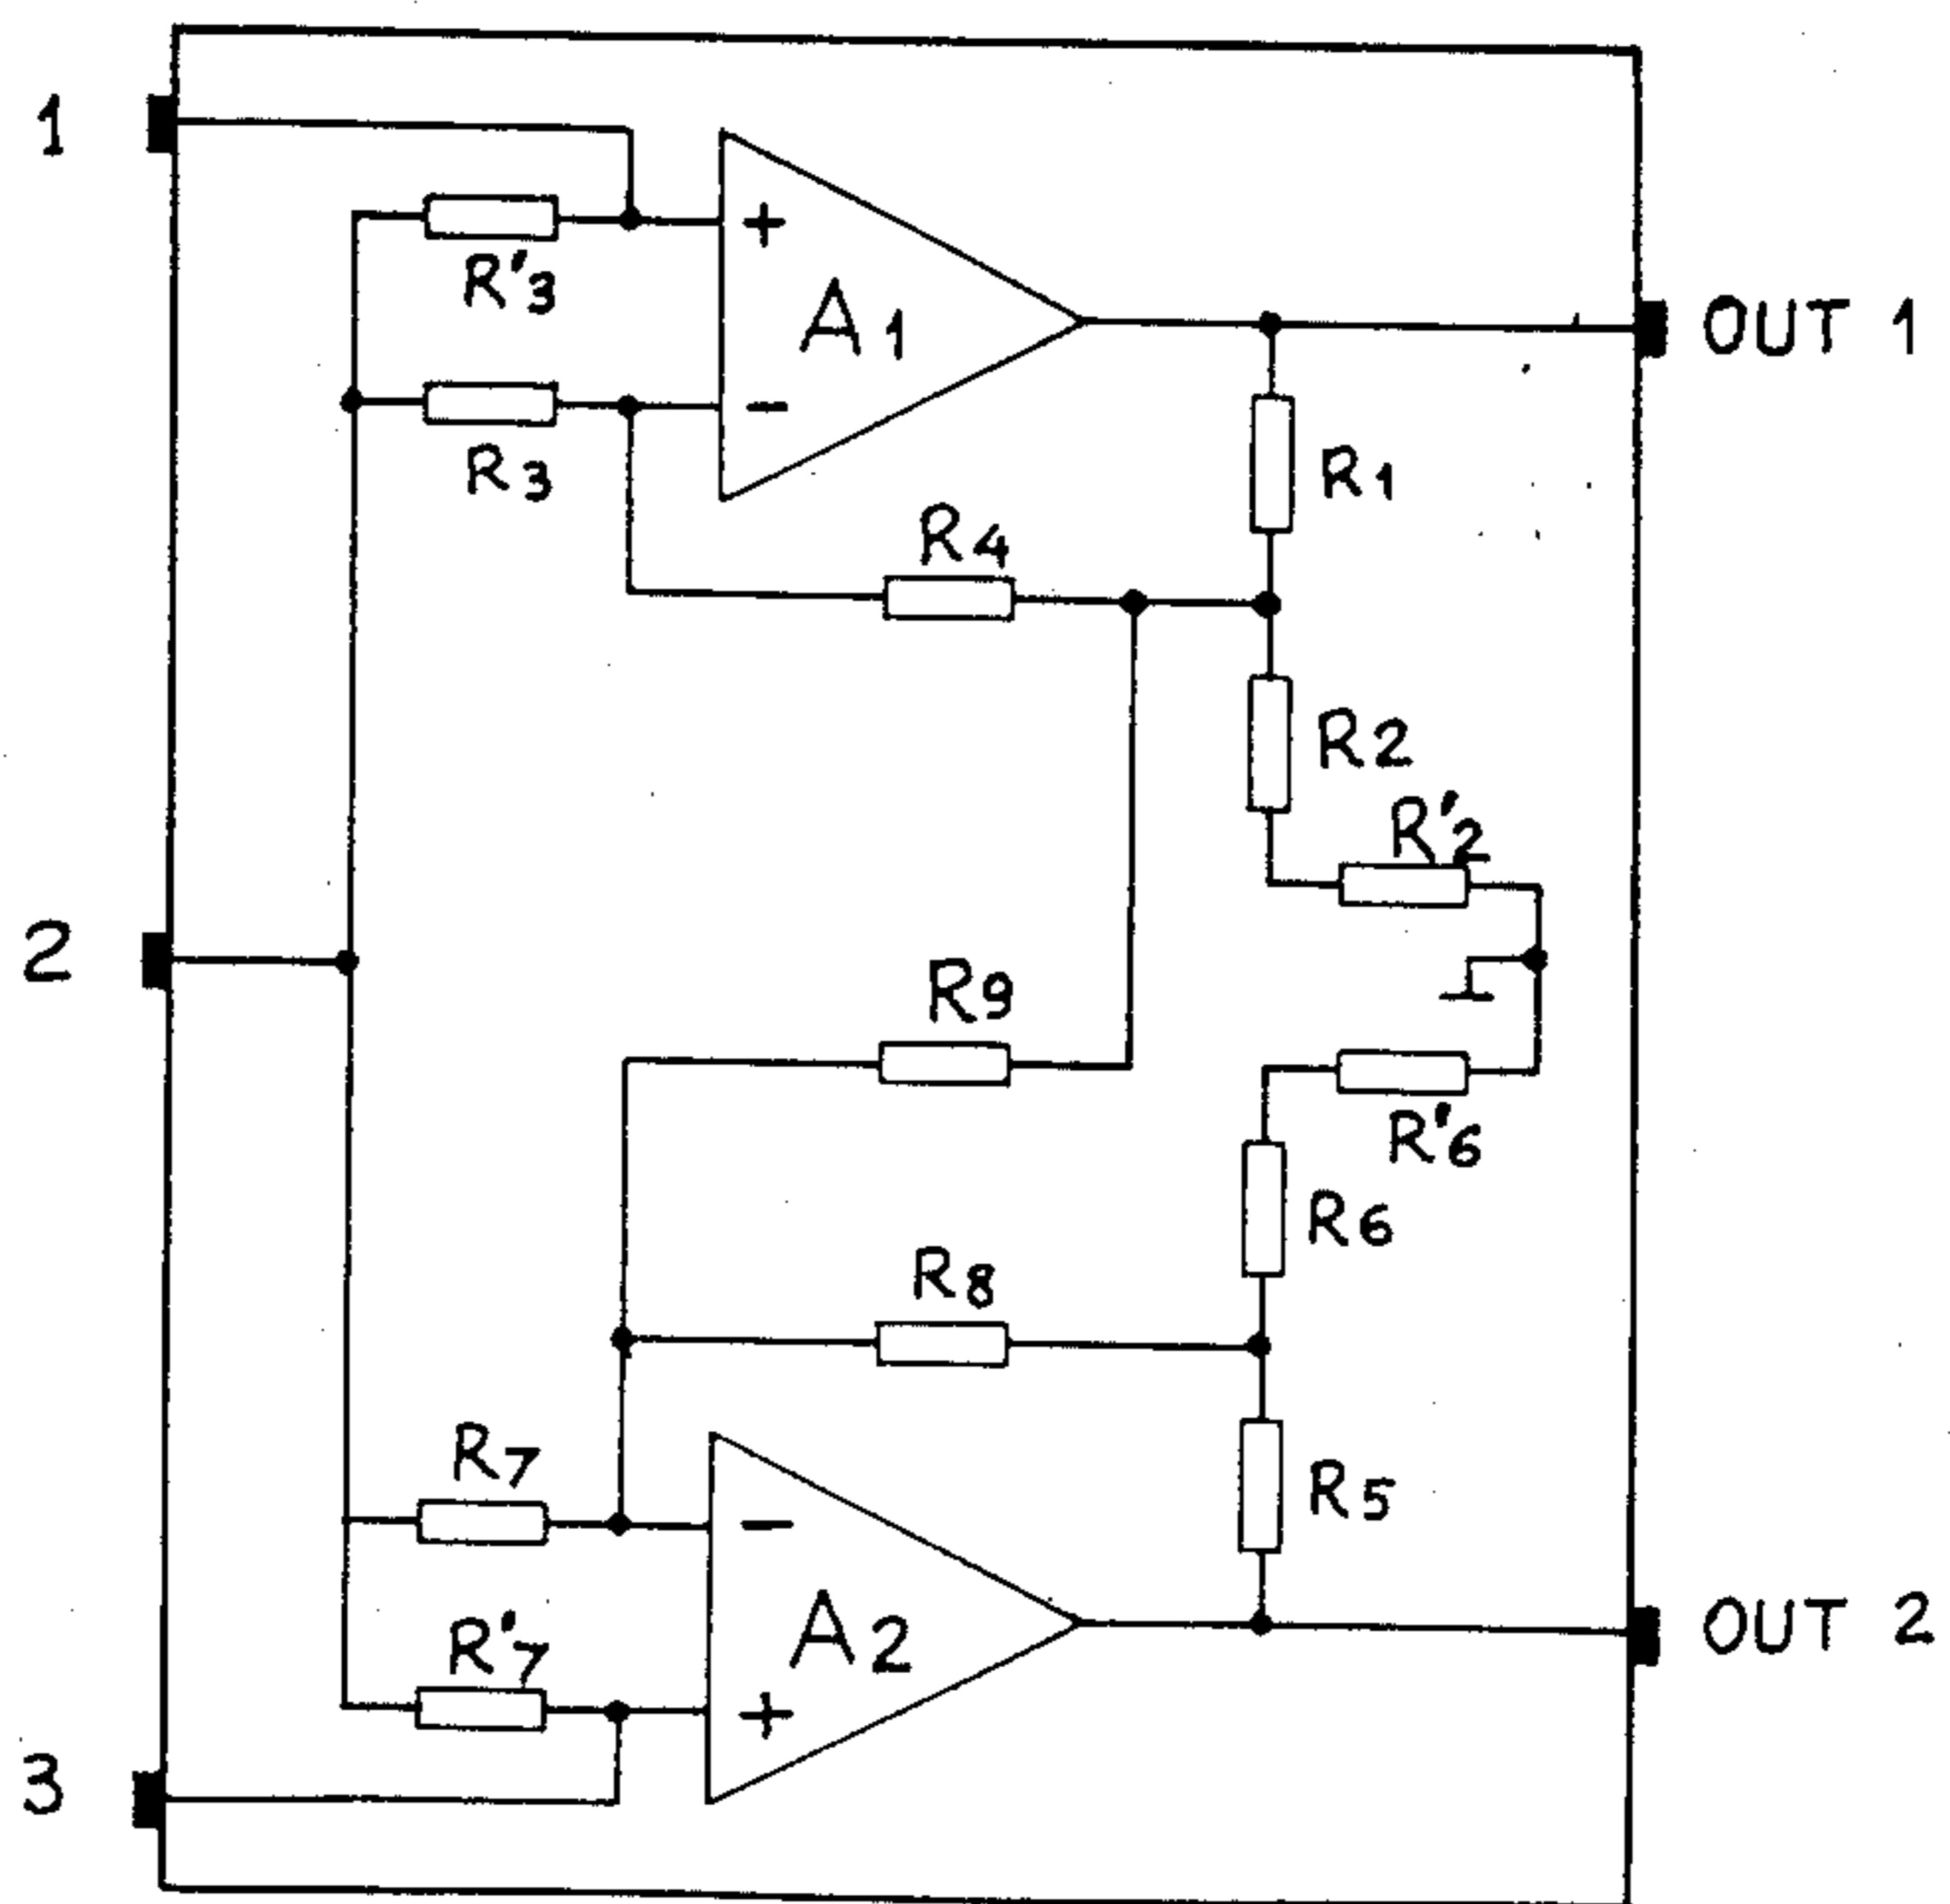 1
+
R'3
A1
OUT 1
-
R3
R1
R4
R2
R'2
2
R9
R'6
R6
R8
R7
-
R5
A2
OUT 2
R'7
+
3